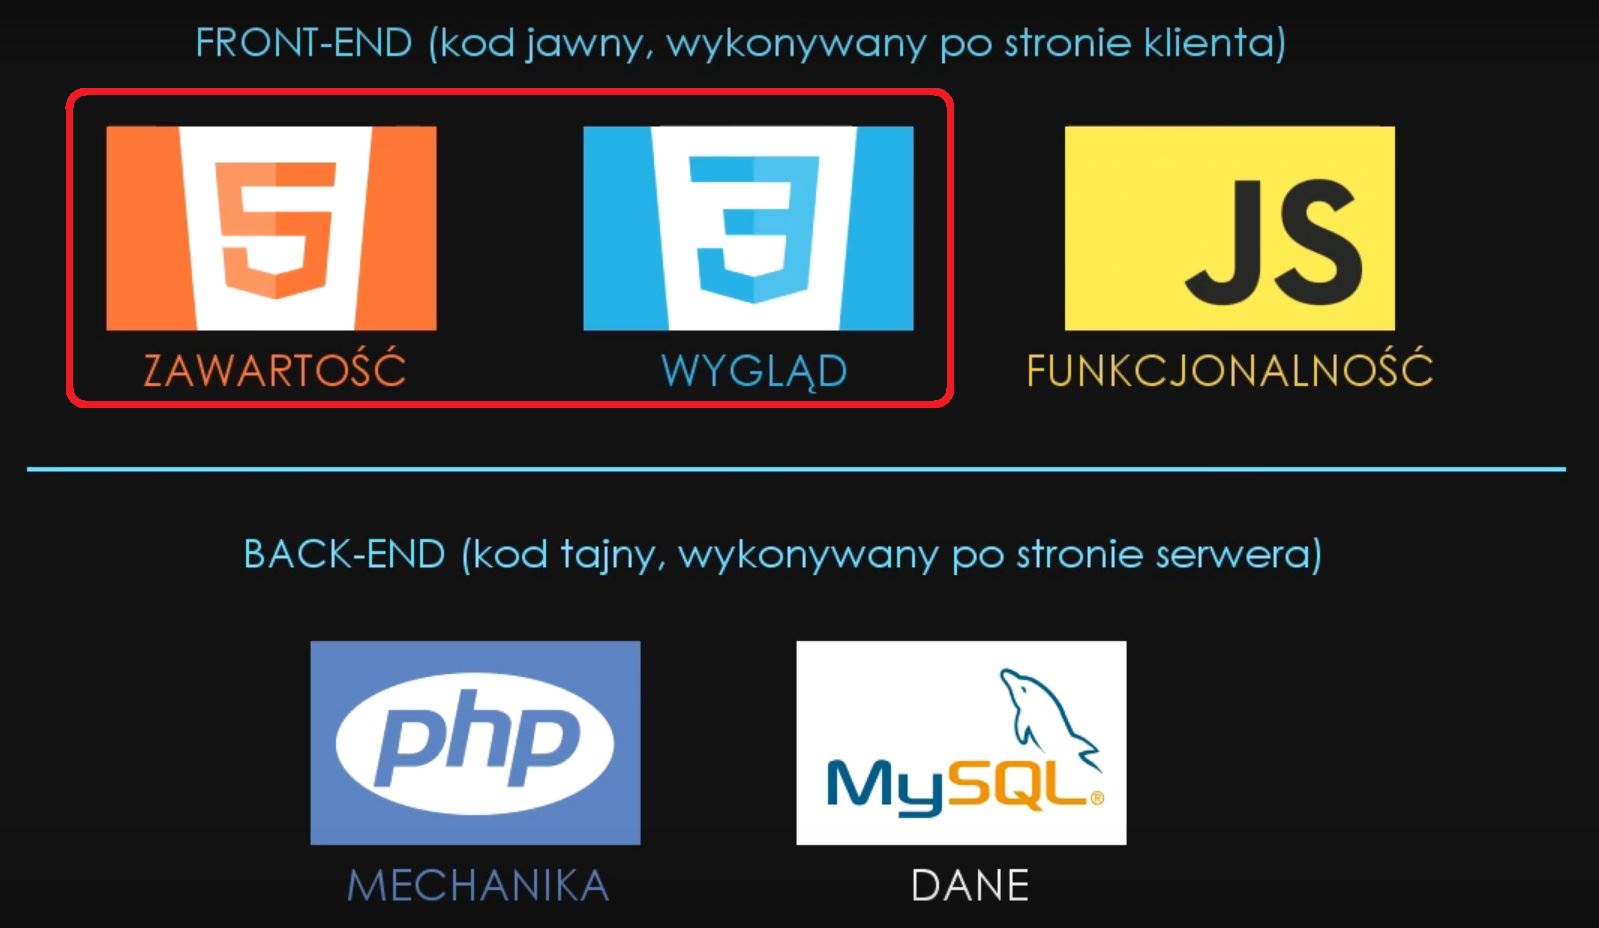 FRONT-END (kod jawny, wykonywany po stronie klienta)
5
3
JS
ZAWARTOŚĆ
WYGLĄD
FUNKCJONALNOŚĆ
BACK-END (kod tajny, wykonywany po stronie serwera)
php
MySQL®
MECHANIKA
DANE